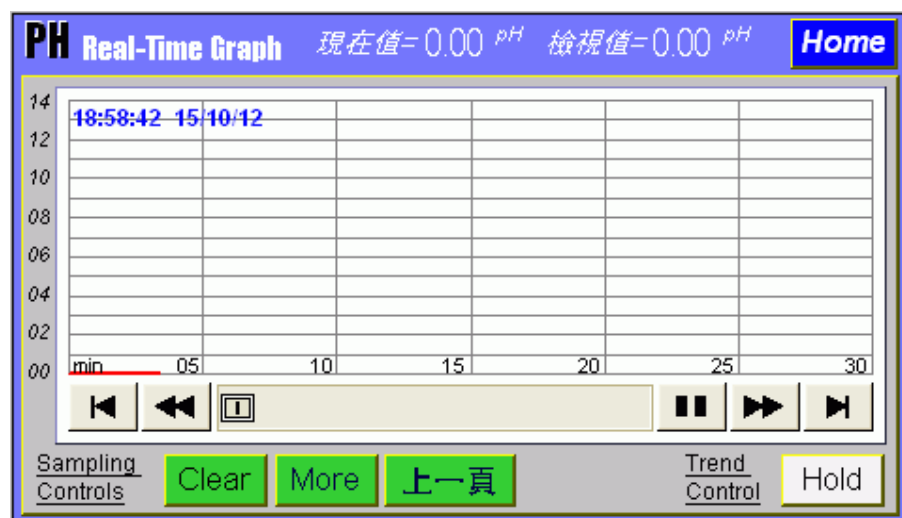 PH Real-Time Graph 現在值= 0.00 pH 檢視值= 0.00 pH Home
14
18:58:42 15/10/12
12
10
08
06
04
02
00
min 05 10 15 20 25 30
Sampling Controls
Clear More 上一頁
Trend Control
Hold